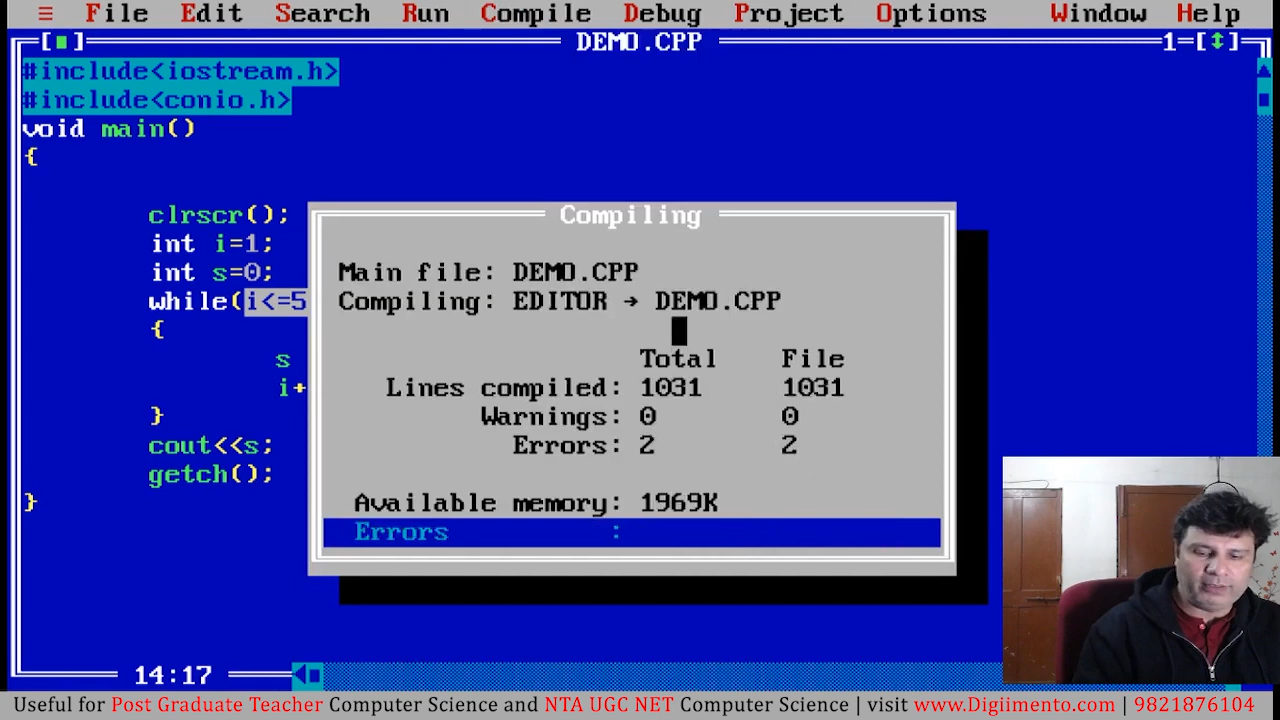 ≡ File Edit Search Run Compile Debug Project Options Window Help
[■] DEMO.CPP 1=[↕]
#include<iostream.h>
#include<conio.h>
void main()
{
clrscr();
int i=1;
int s=0;
while(i<=5
{
s
i+
}
cout<<s;
getch();
}
Compiling
Main file: DEMO.CPP
Compiling: EDITOR → DEMO.CPP
Total File
Lines compiled: 1031 1031
Warnings: 0 0
Errors: 2 2
Available memory: 1969K
Errors :
14:17
Useful for Post Graduate Teacher Computer Science and NTA UGC NET Computer Science | visit www.Digiimento.com | 9821876104